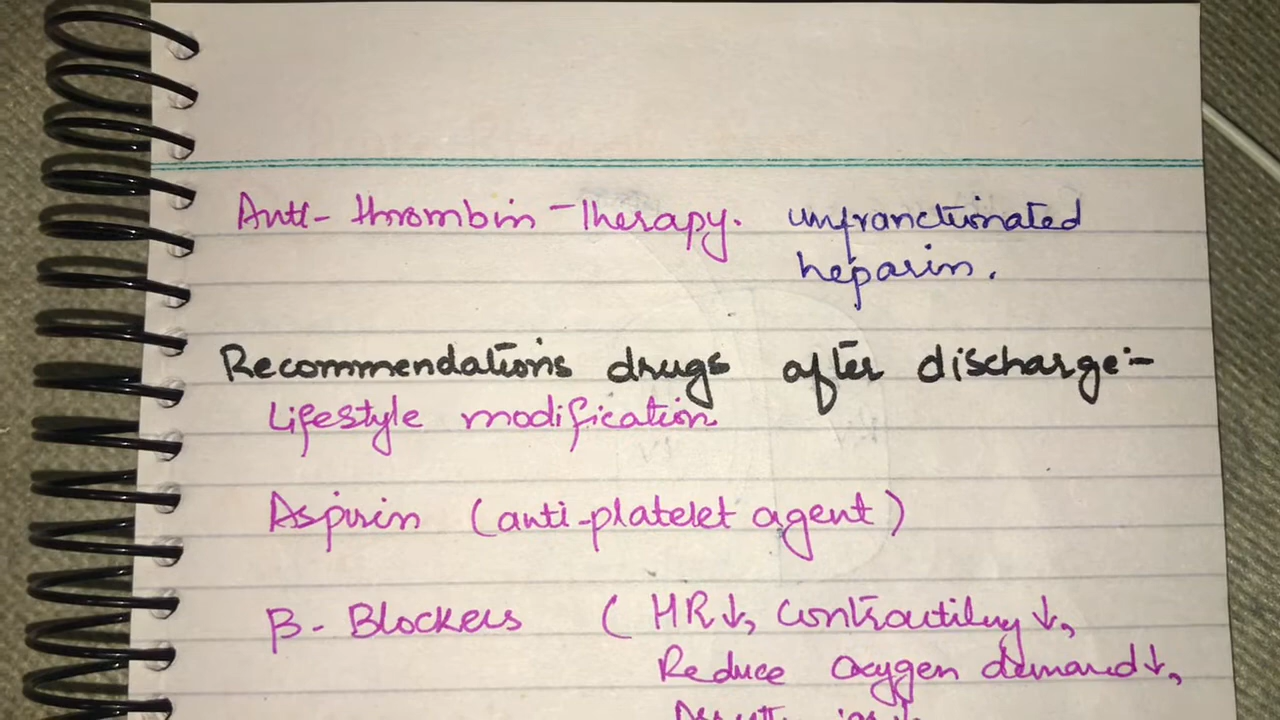 Anti-thrombin-Therapy. unfranctionated
heparin.
Recommendations drugs after discharge:-
Lifestyle modification
Aspirin (anti-platelet agent)
β- Blockers (HR↓, Contractility↓,
Reduce oxygen demand↓,